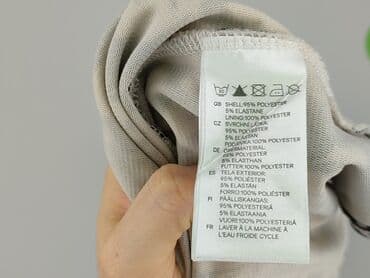 GB SHELL:95% POLYESTER
5% ELASTANE
LINING:100% POLYESTER
CZ SVRCHNÍ LÁTKA:
95% POLYESTER
5% ELASTAN
PODŠÍVKA:100% POLYESTER
DE OBERMATERIAL:
95% POLYESTER
5% ELASTHAN
FUTTER:100% POLYESTER
ES TELA EXTERIOR:
95% POLIÉSTER
5% ELASTÁN
FORRO:100% POLIÉSTER
FI PÄÄLLISKANGAS:
95% POLYESTERIÄ
5% ELASTAANIA
VUORI:100% POLYESTERIÄ
FR LAVER À LA MACHINE À
L'EAU FROIDE CYCLE